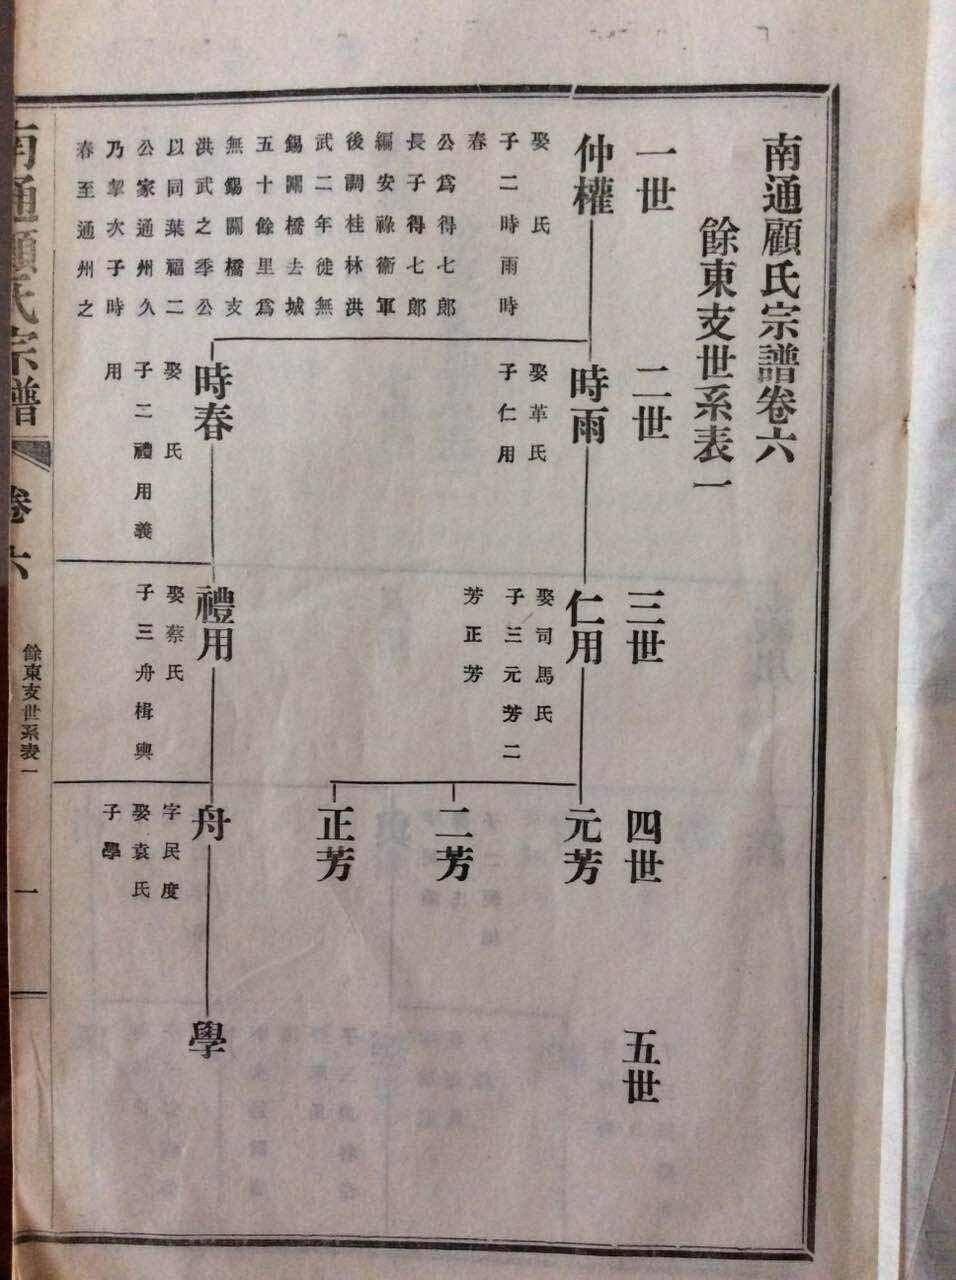 南通顧氏宗譜卷六
餘東支世系表一
一世
二世
三世
四世
五世
仲權
娶　氏
子二時雨時
春
公爲得七郎
長子得七郎
編安祿衞軍
後調桂林洪
武二年徙無
錫關橋去城
五十餘里爲
無錫關橋支
洪武之季公
以同葉福二
公家通州久
乃挈次子時
春至通州之
時雨
娶革氏
子仁用
時春
娶　氏
子二禮用義
用
仁用
娶司馬氏
子三元芳二
芳正芳
禮用
娶蔡氏
子三舟楫興
元芳
二芳
正芳
舟
字民度
娶袁氏
子學
學
南通顧氏宗譜
卷六
餘東支世系表一
一